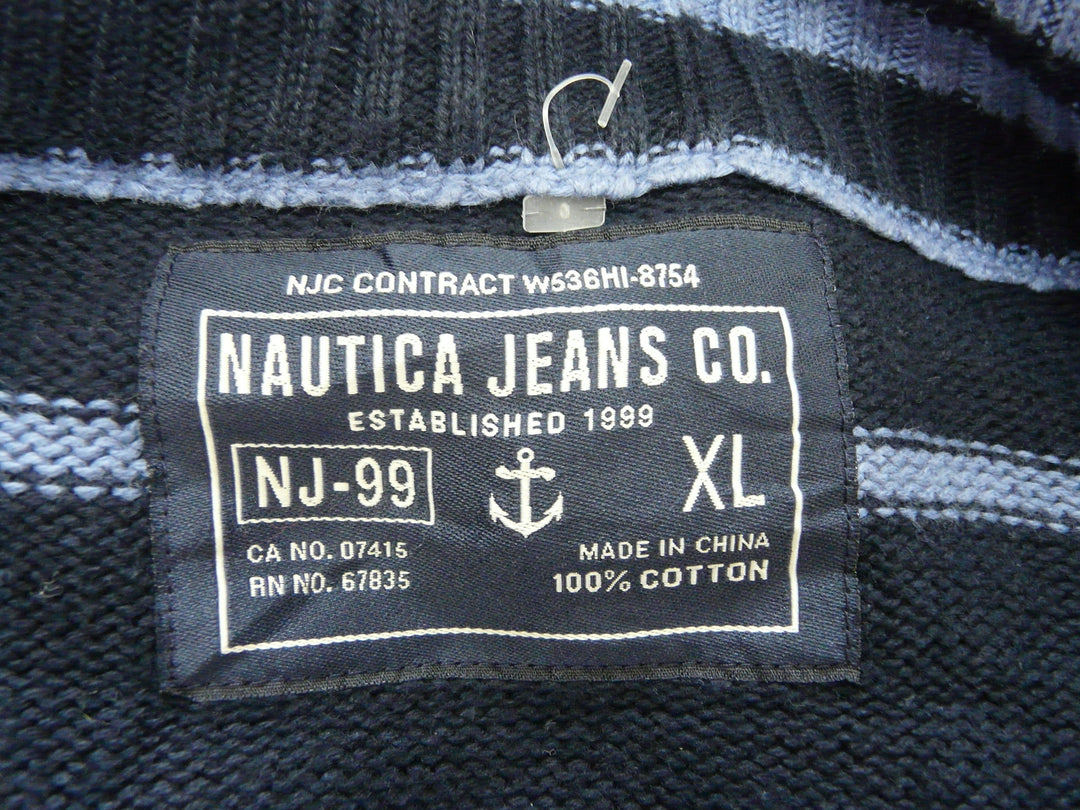 NJC CONTRACT W536HI-8754
NAUTICA JEANS CO.
ESTABLISHED 1999
NJ-99
XL
CA NO. 07415
RN NO. 67835
MADE IN CHINA
100% COTTON